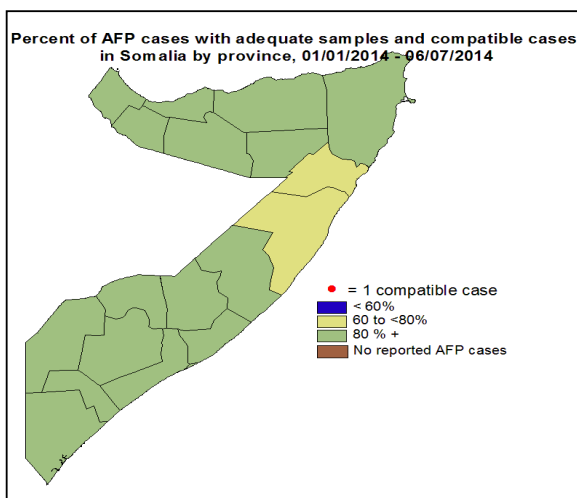 Percent of AFP cases with adequate samples and compatible cases
in Somalia by province, 01/01/2014 - 06/07/2014
= 1 compatible case
< 60%
60 to <80%
80 % +
No reported AFP cases